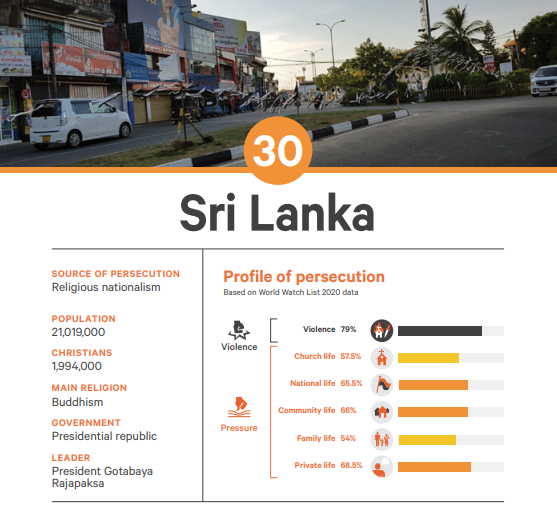 30
Sri Lanka
SOURCE OF PERSECUTION
Religious nationalism
POPULATION
21,019,000
CHRISTIANS
1,994,000
MAIN RELIGION
Buddhism
GOVERNMENT
Presidential republic
LEADER
President Gotabaya
Rajapaksa
Profile of persecution
Based on World Watch List 2020 data
Violence
Violence 79%
Pressure
Church life 57.5%
National life 65.5%
Community life 66%
Family life 54%
Private life 68.5%